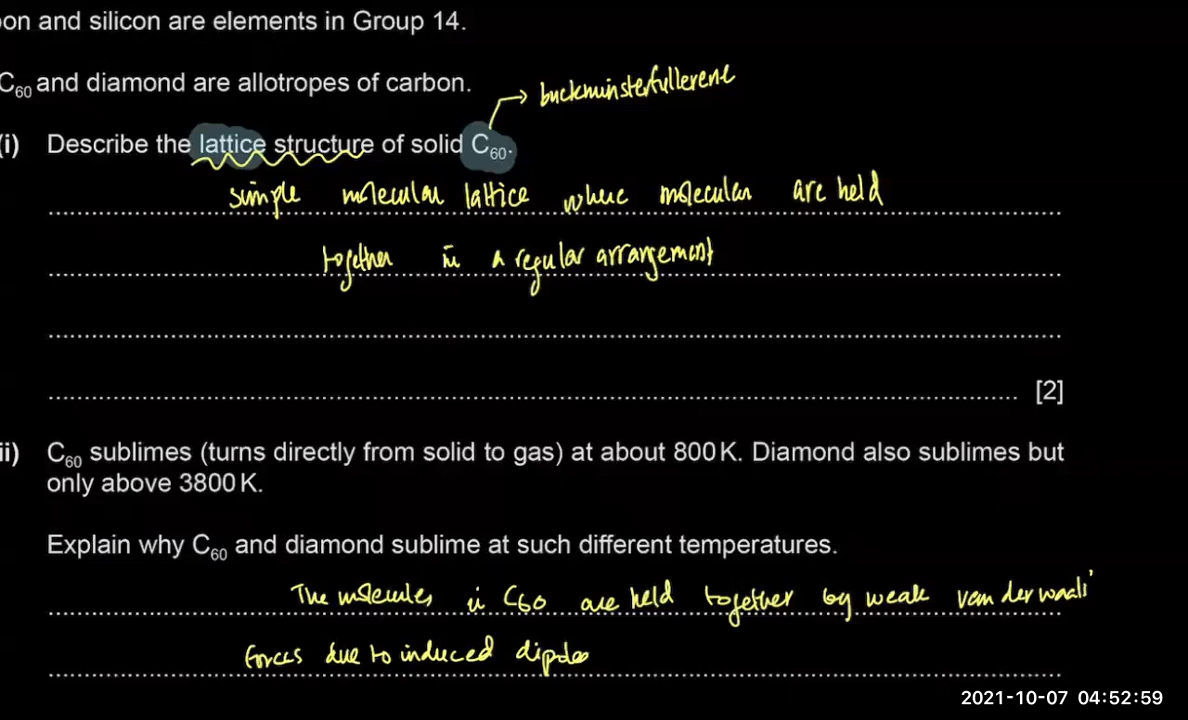 on and silicon are elements in Group 14.
C60 and diamond are allotropes of carbon.
buckminsterfullerene
(i) Describe the lattice structure of solid C60.
simple molecular lattice where molecular are held
together in a regular arrangement
[2]
ii) C60 sublimes (turns directly from solid to gas) at about 800 K. Diamond also sublimes but
only above 3800 K.
Explain why C60 and diamond sublime at such different temperatures.
The molecules in C60 are held together by weak van der waals'
forces due to induced dipoles
2021-10-07 04:52:59